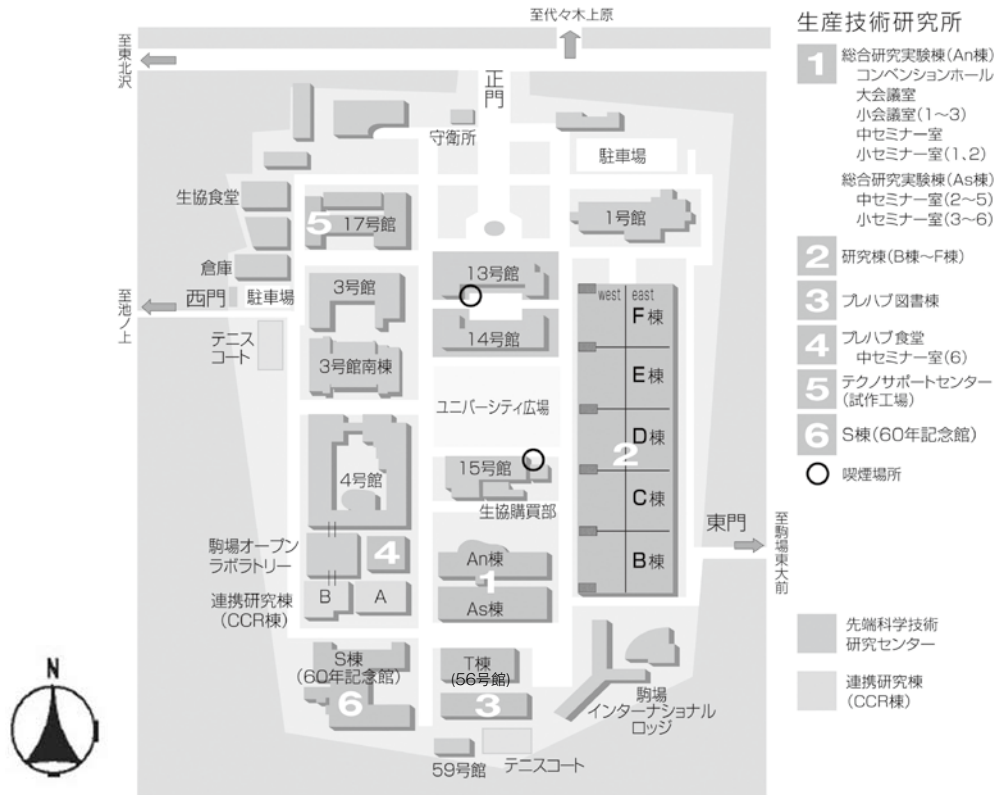 至代々木上原
至東北沢
正門
守衛所
駐車場
生協食堂
5
17号館
1号館
倉庫
西門
駐車場
3号館
13号館
west
east
F棟
至池ノ上
14号館
テニス
コート
3号館南棟
E棟
ユニバーシティ広場
D棟
2
15号館
4号館
C棟
生協購買部
東門
至駒場東大前
駒場オープン
ラボラトリー
4
An棟
1
B棟
連携研究棟
(CCR棟)
B
A
As棟
S棟
(60年記念館)
6
T棟
(56号館)
3
駒場
インターナショナル
ロッジ
59号館
テニスコート
N
生産技術研究所
1
総合研究実験棟(An棟)
コンベンションホール
大会議室
小会議室(1~3)
中セミナー室
小セミナー室(1、2)
総合研究実験棟(As棟)
中セミナー室(2~5)
小セミナー室(3~6)
2
研究棟(B棟~F棟)
3
プレハブ図書棟
4
プレハブ食堂
中セミナー室(6)
5
テクノサポートセンター
(試作工場)
6
S棟(60年記念館)
喫煙場所
先端科学技術
研究センター
連携研究棟
(CCR棟)